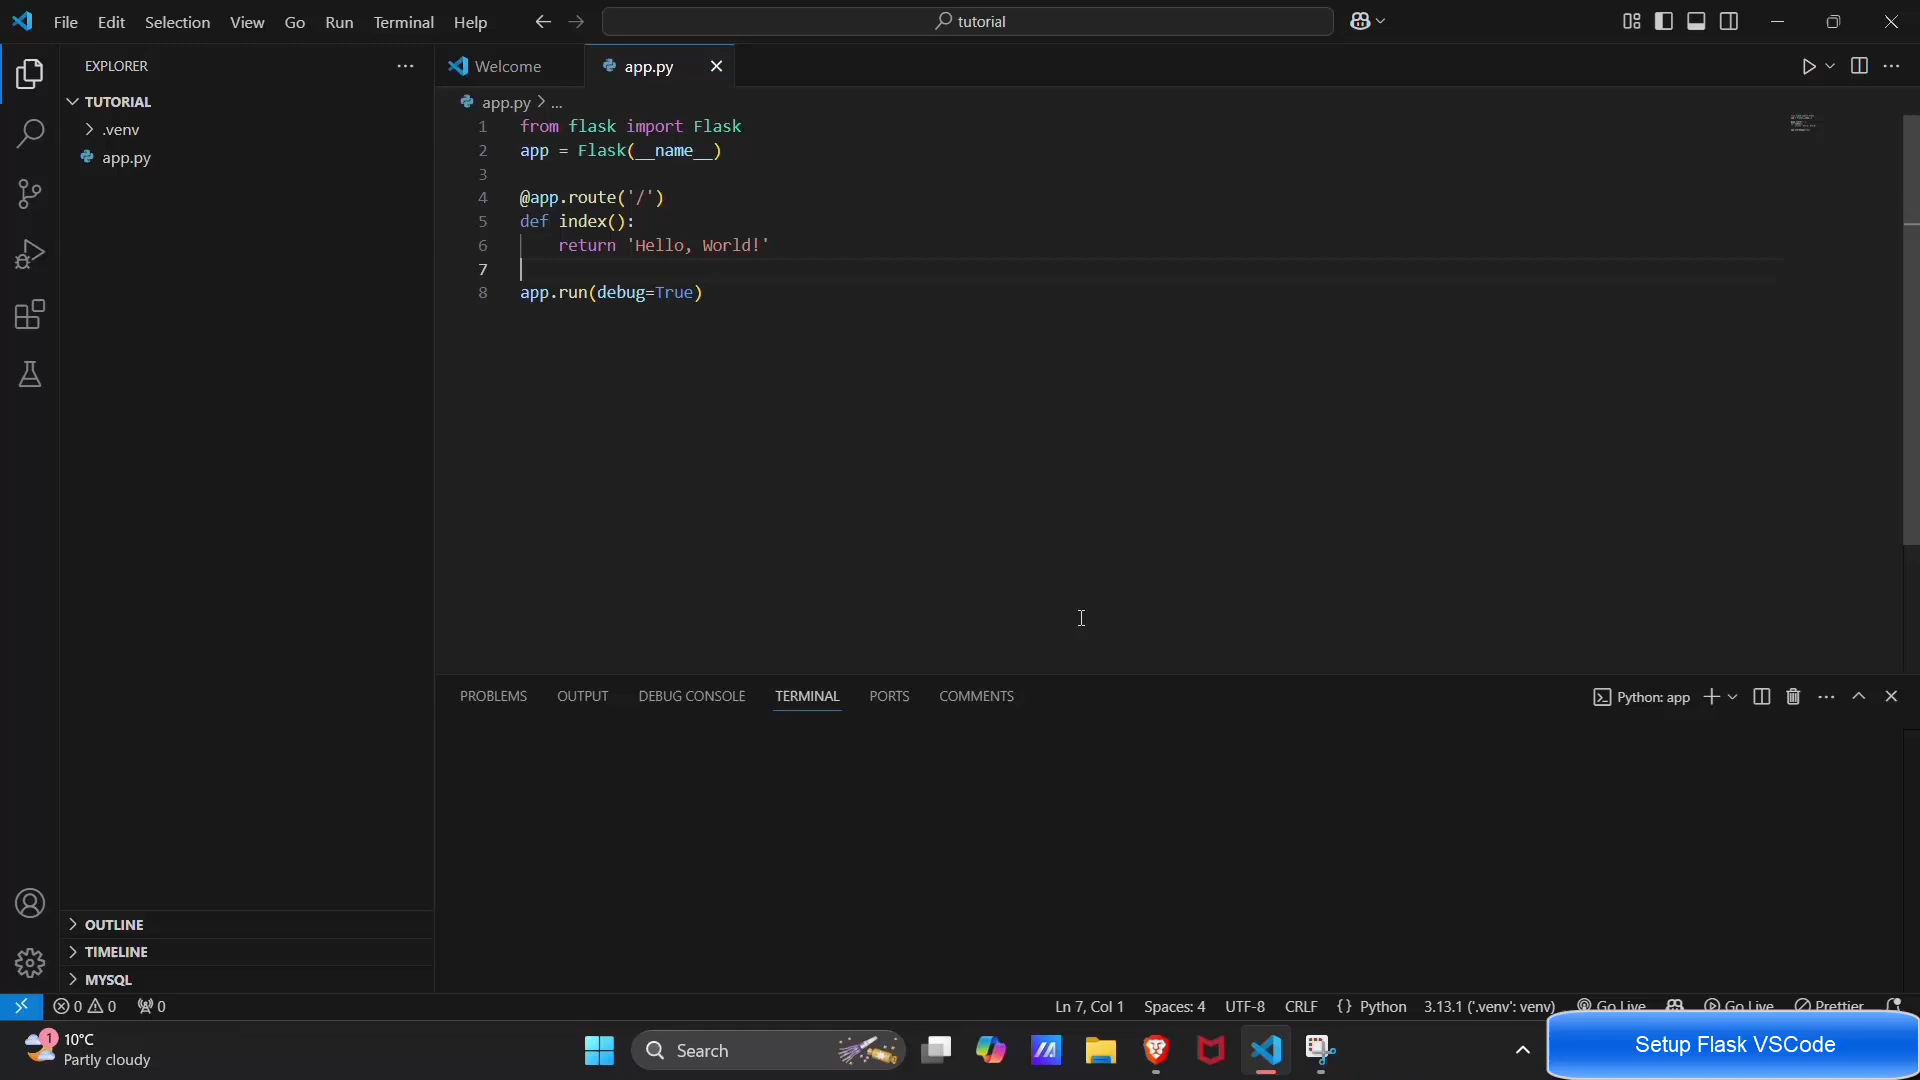 File Edit Selection View Go Run Terminal Help
tutorial
EXPLORER
Welcome
app.py
TUTORIAL
.venv
app.py
app.py > ...
1 from flask import Flask
2 app = Flask(__name__)
3
4 @app.route('/')
5 def index():
6 return 'Hello, World!'
7
8 app.run(debug=True)
PROBLEMS OUTPUT DEBUG CONSOLE TERMINAL PORTS COMMENTS
Python: app
OUTLINE
TIMELINE
MYSQL
0 0 0
Ln 7, Col 1 Spaces: 4 UTF-8 CRLF {} Python 3.13.1 ('.venv': venv) Go Live Go Live Prettier
1
10°C
Partly cloudy
Search
Setup Flask VSCode